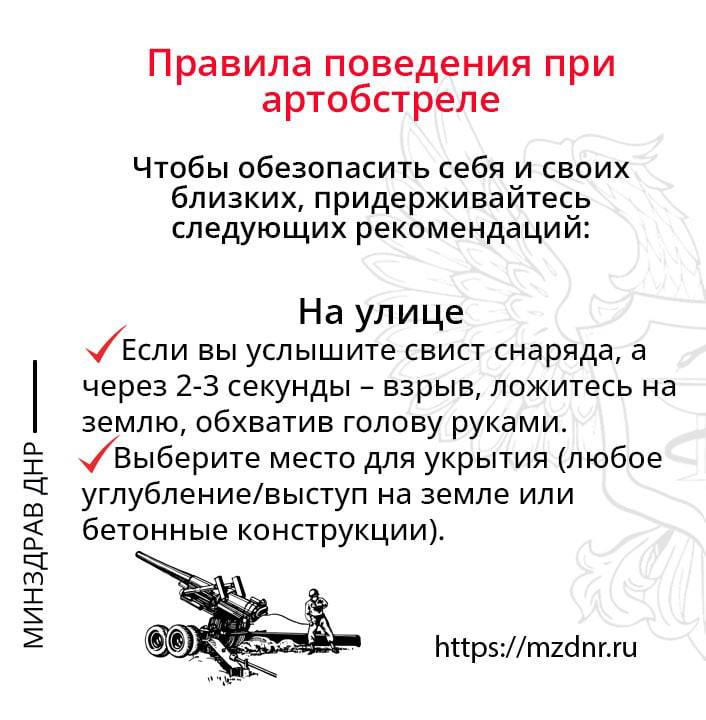 Правила поведения при
артобстреле
Чтобы обезопасить себя и своих
близких, придерживайтесь
следующих рекомендаций:
На улице
Если вы услышите свист снаряда, а
через 2-3 секунды – взрыв, ложитесь на
землю, обхватив голову руками.
Выберите место для укрытия (любое
углубление/выступ на земле или
бетонные конструкции).
МИНЗДРАВ ДНР
https://mzdnr.ru